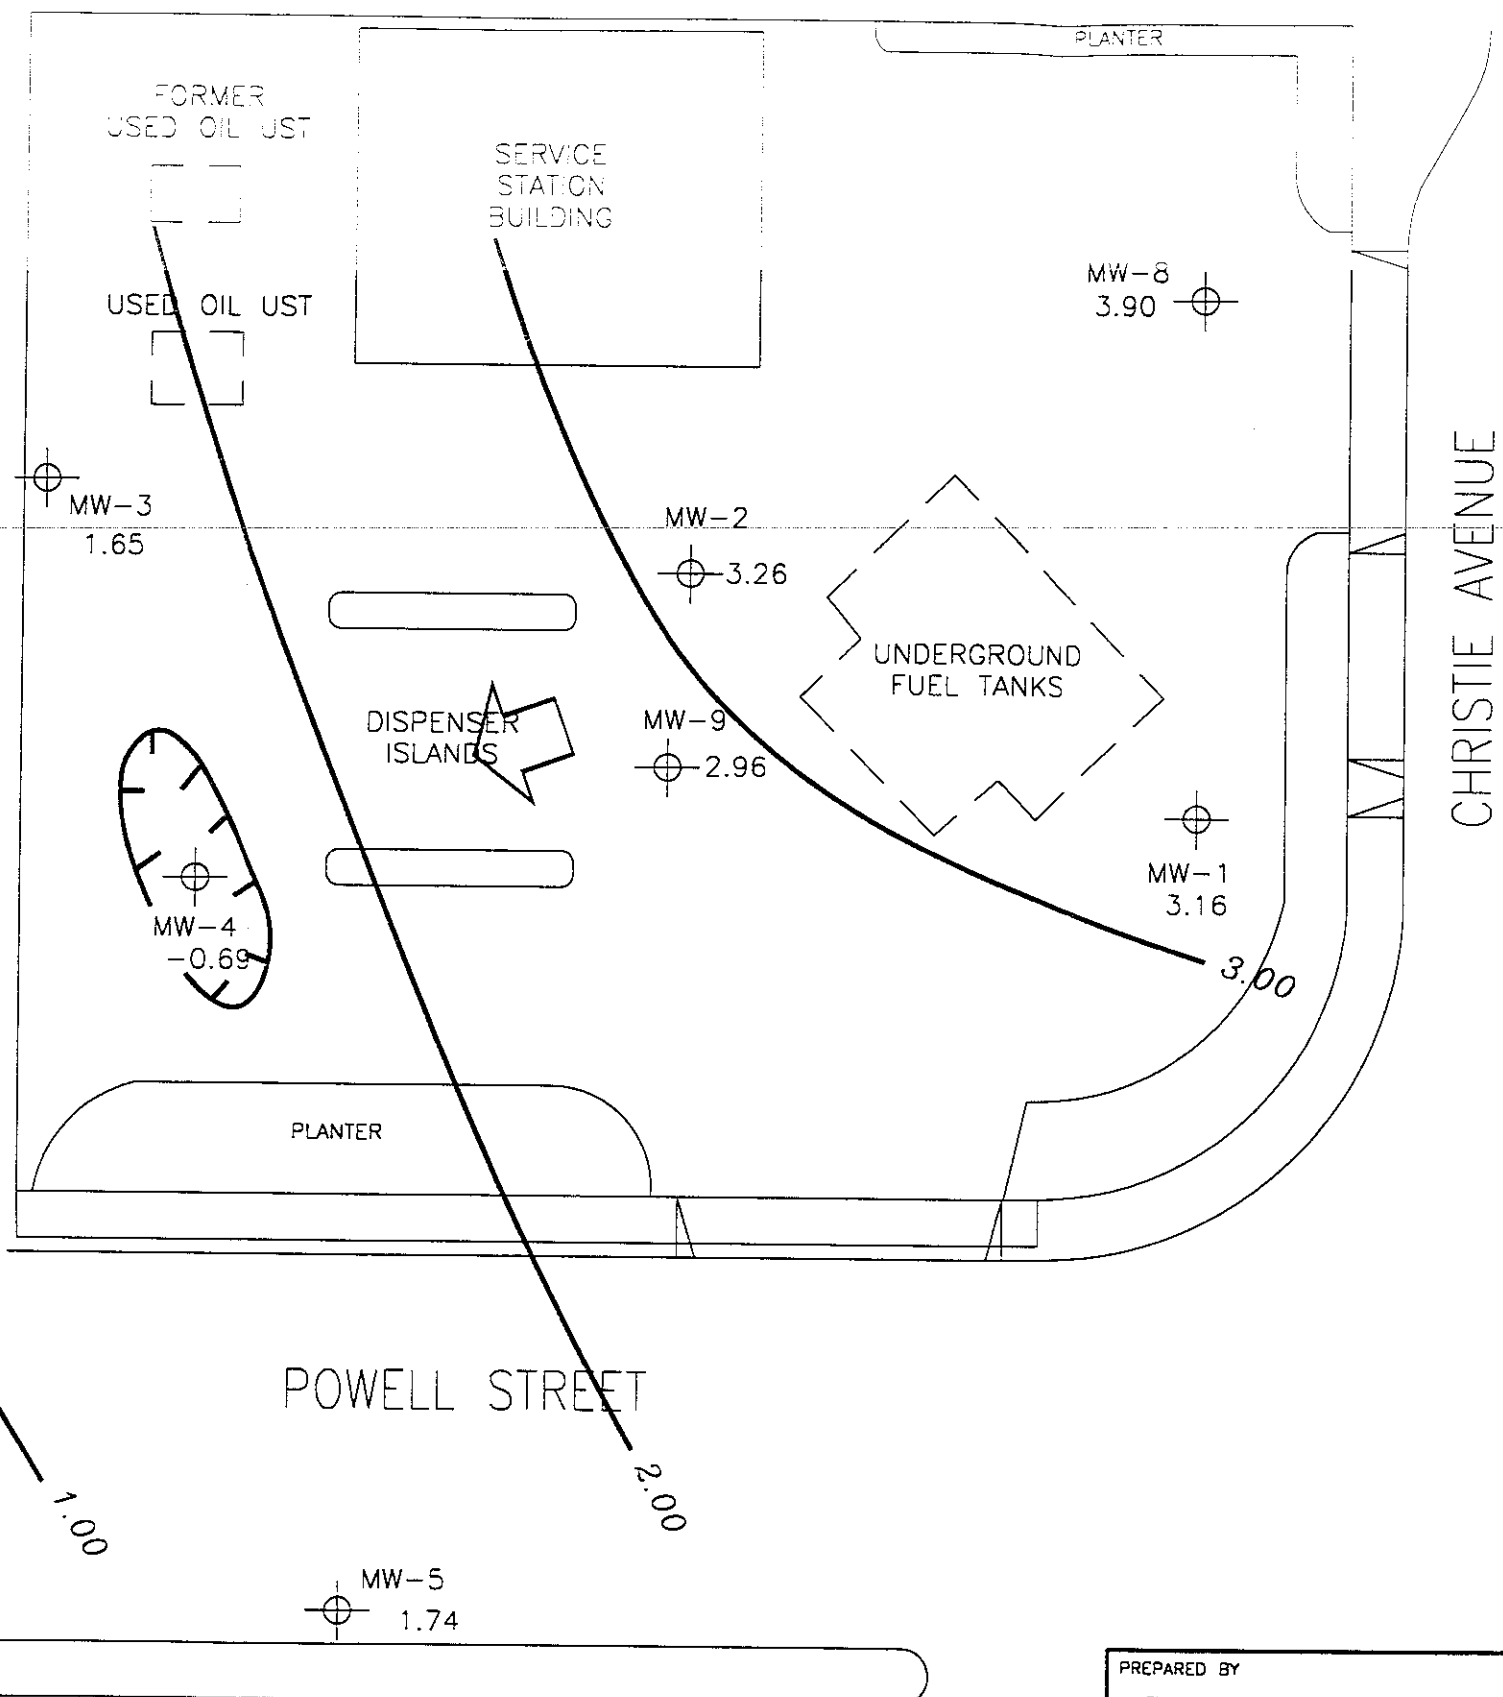 PLANTER
FORMER
USED OIL UST
SERVICE
STATION
BUILDING
USED OIL UST
MW-8
3.90
MW-3
1.65
MW-2
3.26
CHRISTIE AVENUE
UNDERGROUND
FUEL TANKS
DISPENSER
ISLANDS
MW-9
2.96
MW-1
3.16
MW-4
-0.69
3.00
PLANTER
POWELL STREET
2.00
1.00
MW-5
1.74
PREPARED BY